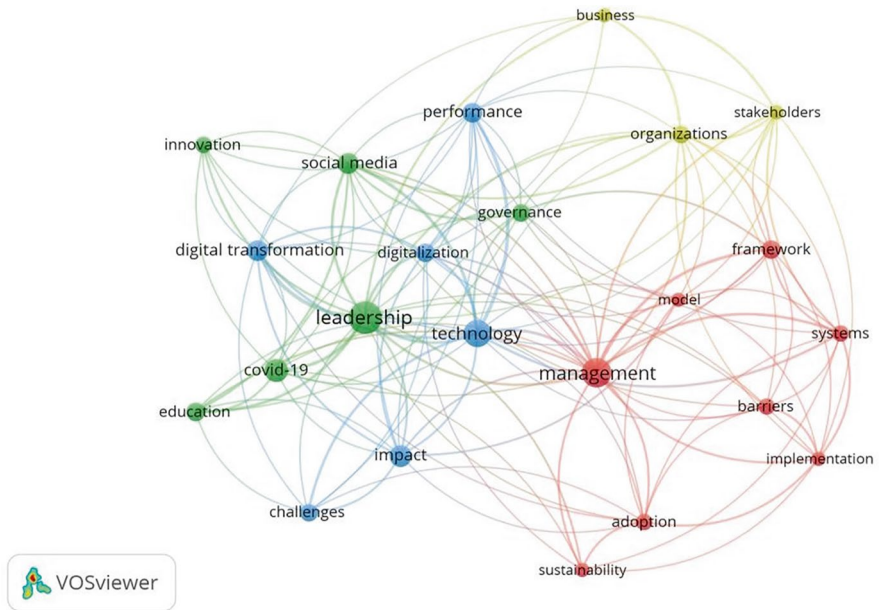 business
performance
stakeholders
organizations
innovation
social media
governance
digital transformation
digitalization
framework
model
leadership
technology
systems
covid-19
management
education
barriers
impact
implementation
challenges
adoption
sustainability
VOSviewer